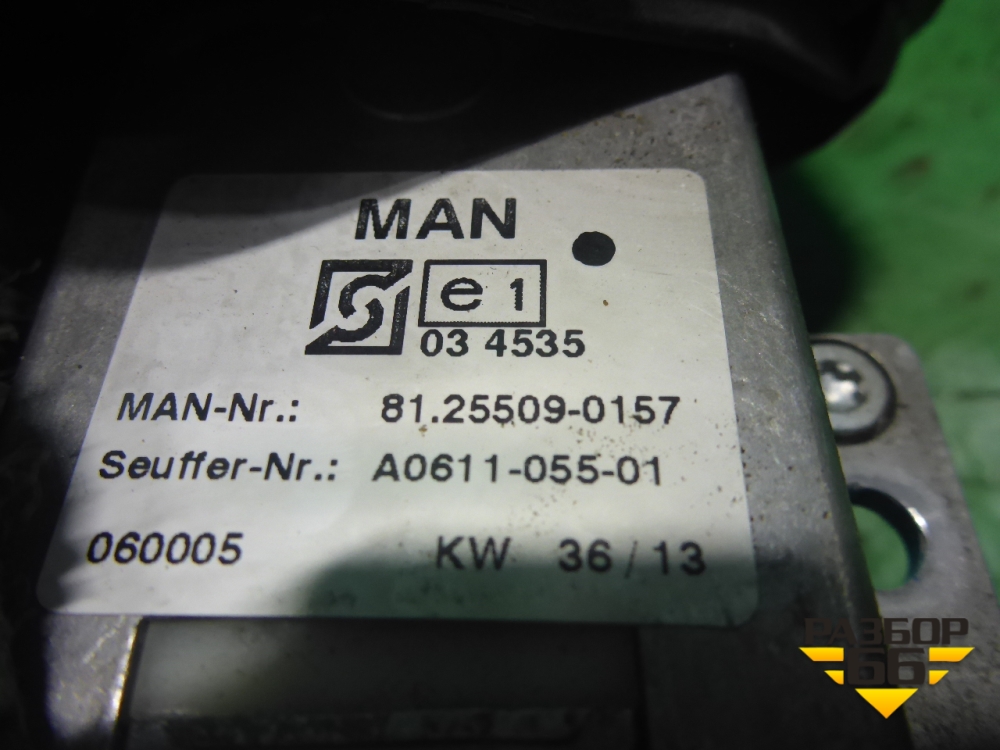 MAN
e 1
03 4535
MAN-Nr.: 81.25509-0157
Seuffer-Nr.: A0611-055-01
060005 KW 36/13
РАЗБОР
66